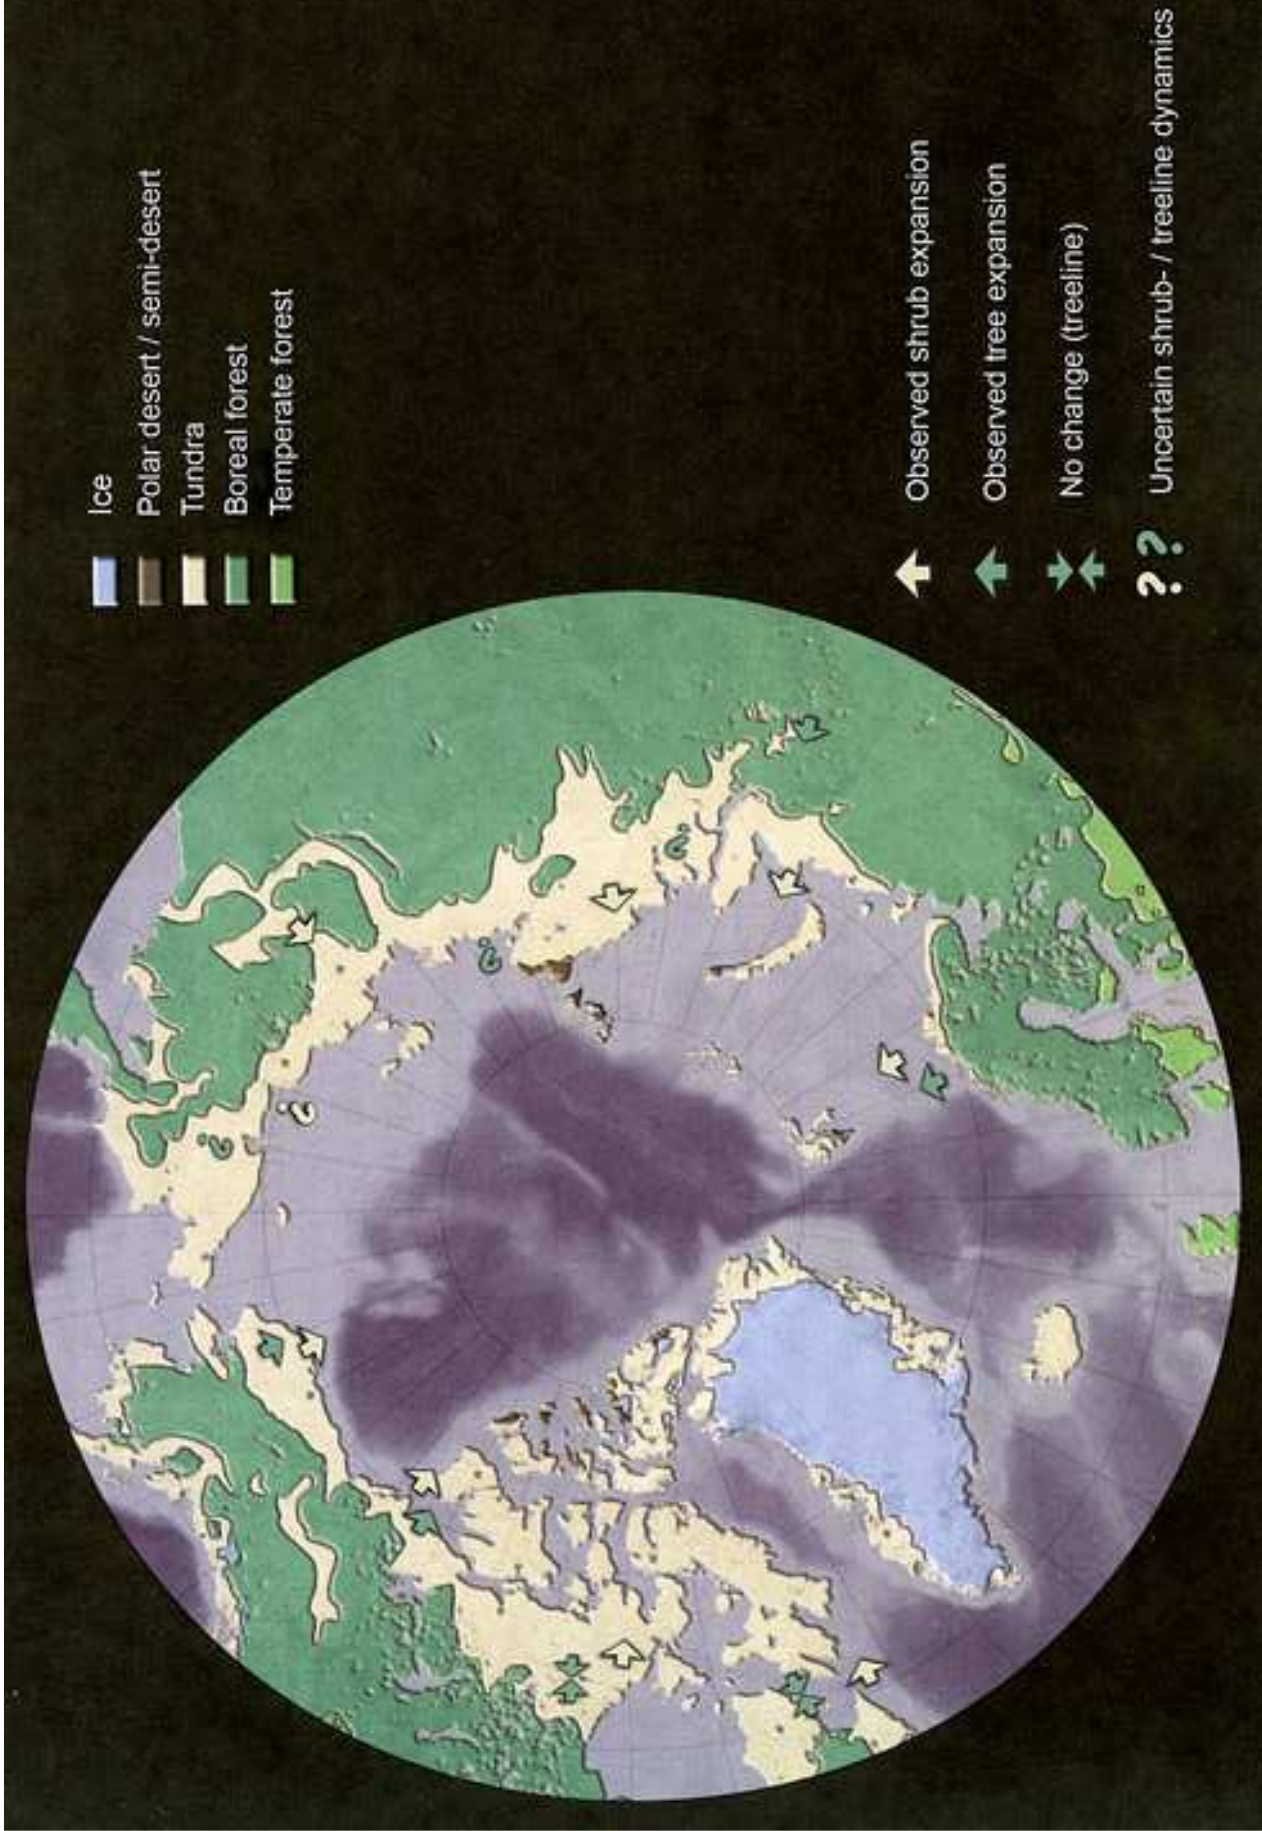 Ice
Polar desert / semi-desert
Tundra
Boreal forest
Temperate forest
Observed shrub expansion
Observed tree expansion
No change (treeline)
?? Uncertain shrub- / treeline dynamics